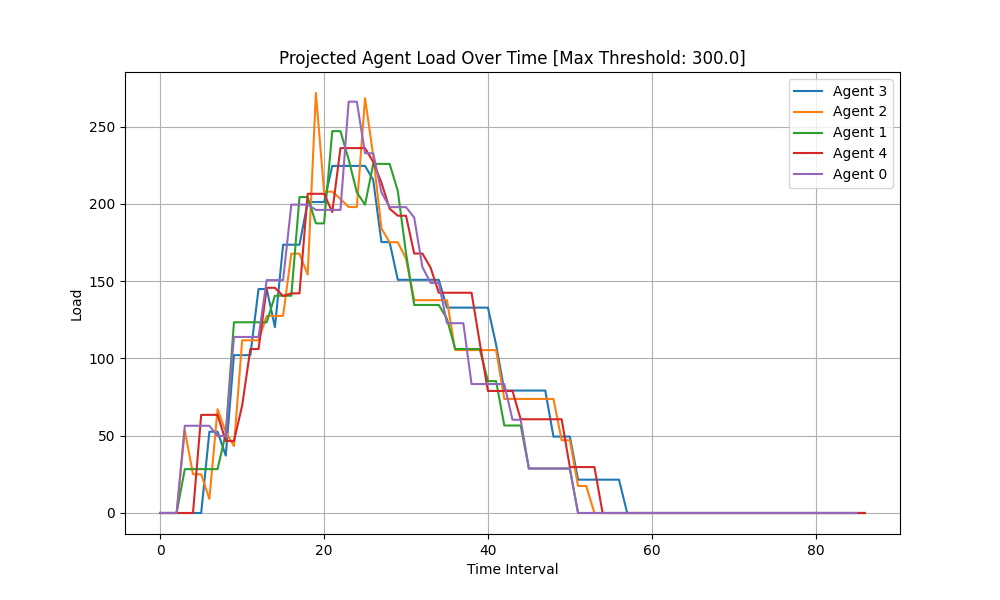 Projected Agent Load Over Time [Max Threshold: 300.0]
Agent 3
Agent 2
Agent 1
Agent 4
Agent 0
Load
250
200
150
100
50
0
0 20 40 60 80
Time Interval